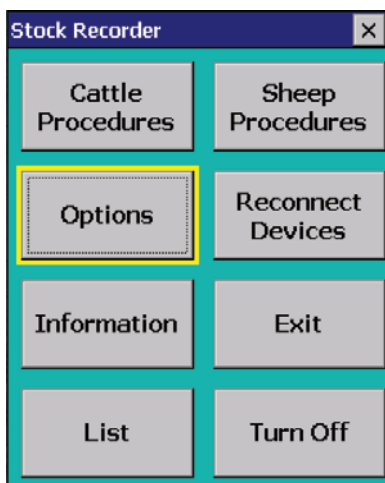 Stock Recorder
Cattle
Procedures
Sheep
Procedures
Options
Reconnect
Devices
Information
Exit
List
Turn Off